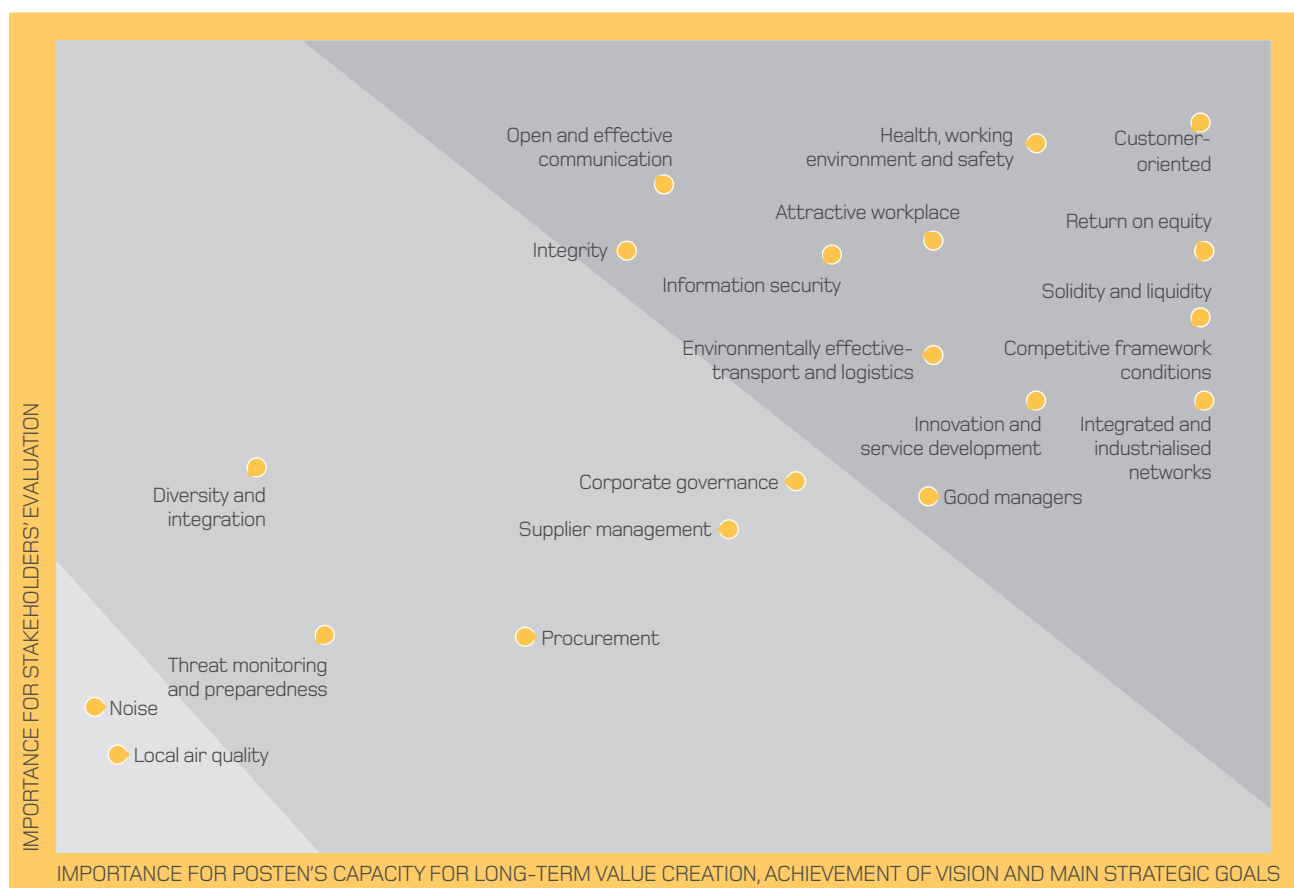 Open and effective
communication
Health, working
environment and safety
Customer-
oriented
Attractive workplace
Return on equity
Integrity
Information security
Solidity and liquidity
Environmentally effective-
transport and logistics
Competitive framework
conditions
Innovation and
service development
Integrated and
industrialised
networks
Diversity and
integration
Corporate governance
Good managers
Supplier management
Procurement
Threat monitoring
and preparedness
Noise
Local air quality
IMPORTANCE FOR STAKEHOLDERS' EVALUATION
IMPORTANCE FOR POSTEN'S CAPACITY FOR LONG-TERM VALUE CREATION, ACHIEVEMENT OF VISION AND MAIN STRATEGIC GOALS